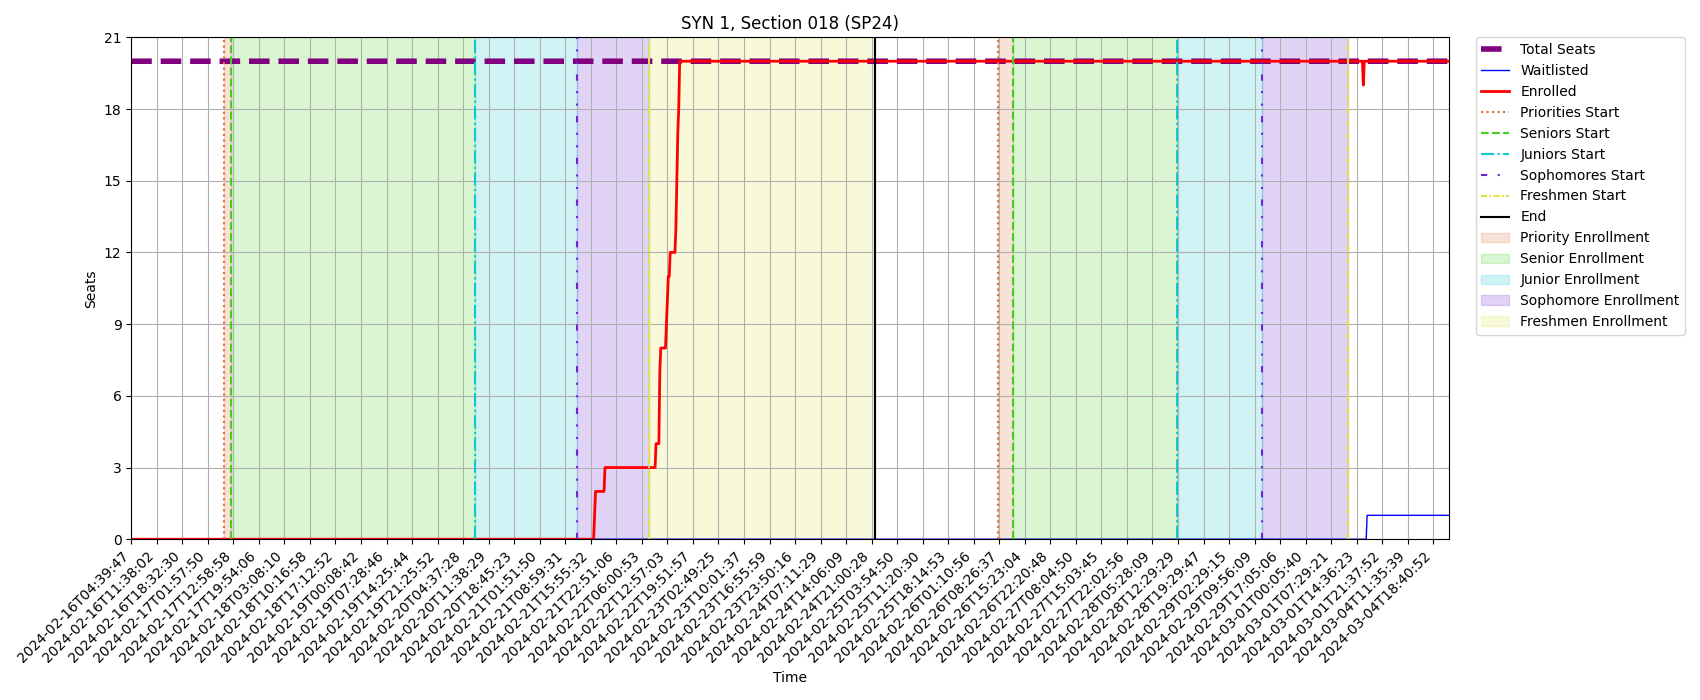 SYN 1, Section 018 (SP24)
21
18
15
12
9
6
3
0
Seats
2024-02-16T04:39:47
2024-02-16T11:38:02
2024-02-16T18:32:30
2024-02-17T01:57:50
2024-02-17T12:58:58
2024-02-17T19:54:06
2024-02-18T03:08:10
2024-02-18T10:16:58
2024-02-18T17:12:52
2024-02-19T00:08:42
2024-02-19T07:28:46
2024-02-19T14:25:44
2024-02-19T21:25:52
2024-02-20T04:37:28
2024-02-20T11:38:29
2024-02-20T18:45:23
2024-02-21T01:51:50
2024-02-21T08:59:31
2024-02-21T15:55:32
2024-02-21T22:51:06
2024-02-22T06:00:53
2024-02-22T12:57:03
2024-02-22T19:51:57
2024-02-23T02:49:25
2024-02-23T10:01:37
2024-02-23T16:55:59
2024-02-23T23:50:16
2024-02-24T07:11:29
2024-02-24T14:06:09
2024-02-24T21:00:28
2024-02-25T03:54:50
2024-02-25T11:20:30
2024-02-25T18:14:53
2024-02-26T01:10:56
2024-02-26T08:26:37
2024-02-26T15:23:04
2024-02-26T22:20:48
2024-02-27T08:04:50
2024-02-27T15:03:45
2024-02-27T22:02:56
2024-02-28T05:28:09
2024-02-28T12:29:29
2024-02-28T19:29:47
2024-02-29T02:29:15
2024-02-29T09:56:09
2024-02-29T17:05:06
2024-03-01T00:05:40
2024-03-01T07:29:21
2024-03-01T14:36:23
2024-03-01T21:37:52
2024-03-04T11:35:39
2024-03-04T18:40:52
Time
Total Seats
Waitlisted
Enrolled
Priorities Start
Seniors Start
Juniors Start
Sophomores Start
Freshmen Start
End
Priority Enrollment
Senior Enrollment
Junior Enrollment
Sophomore Enrollment
Freshmen Enrollment